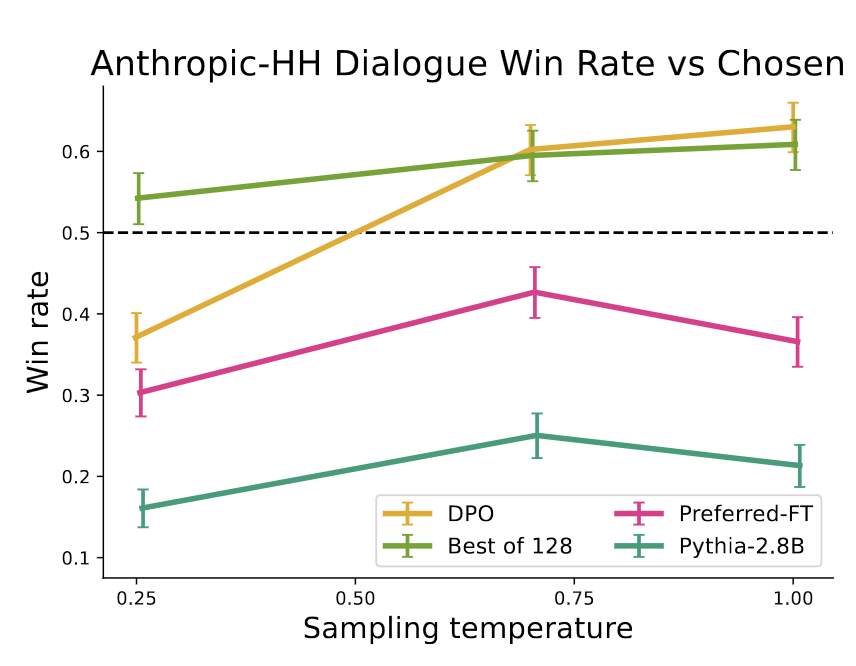 Anthropic-HH Dialogue Win Rate vs Chosen
Win rate
0.6
0.5
0.4
0.3
0.2
0.1
DPO
Best of 128
Preferred-FT
Pythia-2.8B
0.25
0.50
0.75
1.00
Sampling temperature